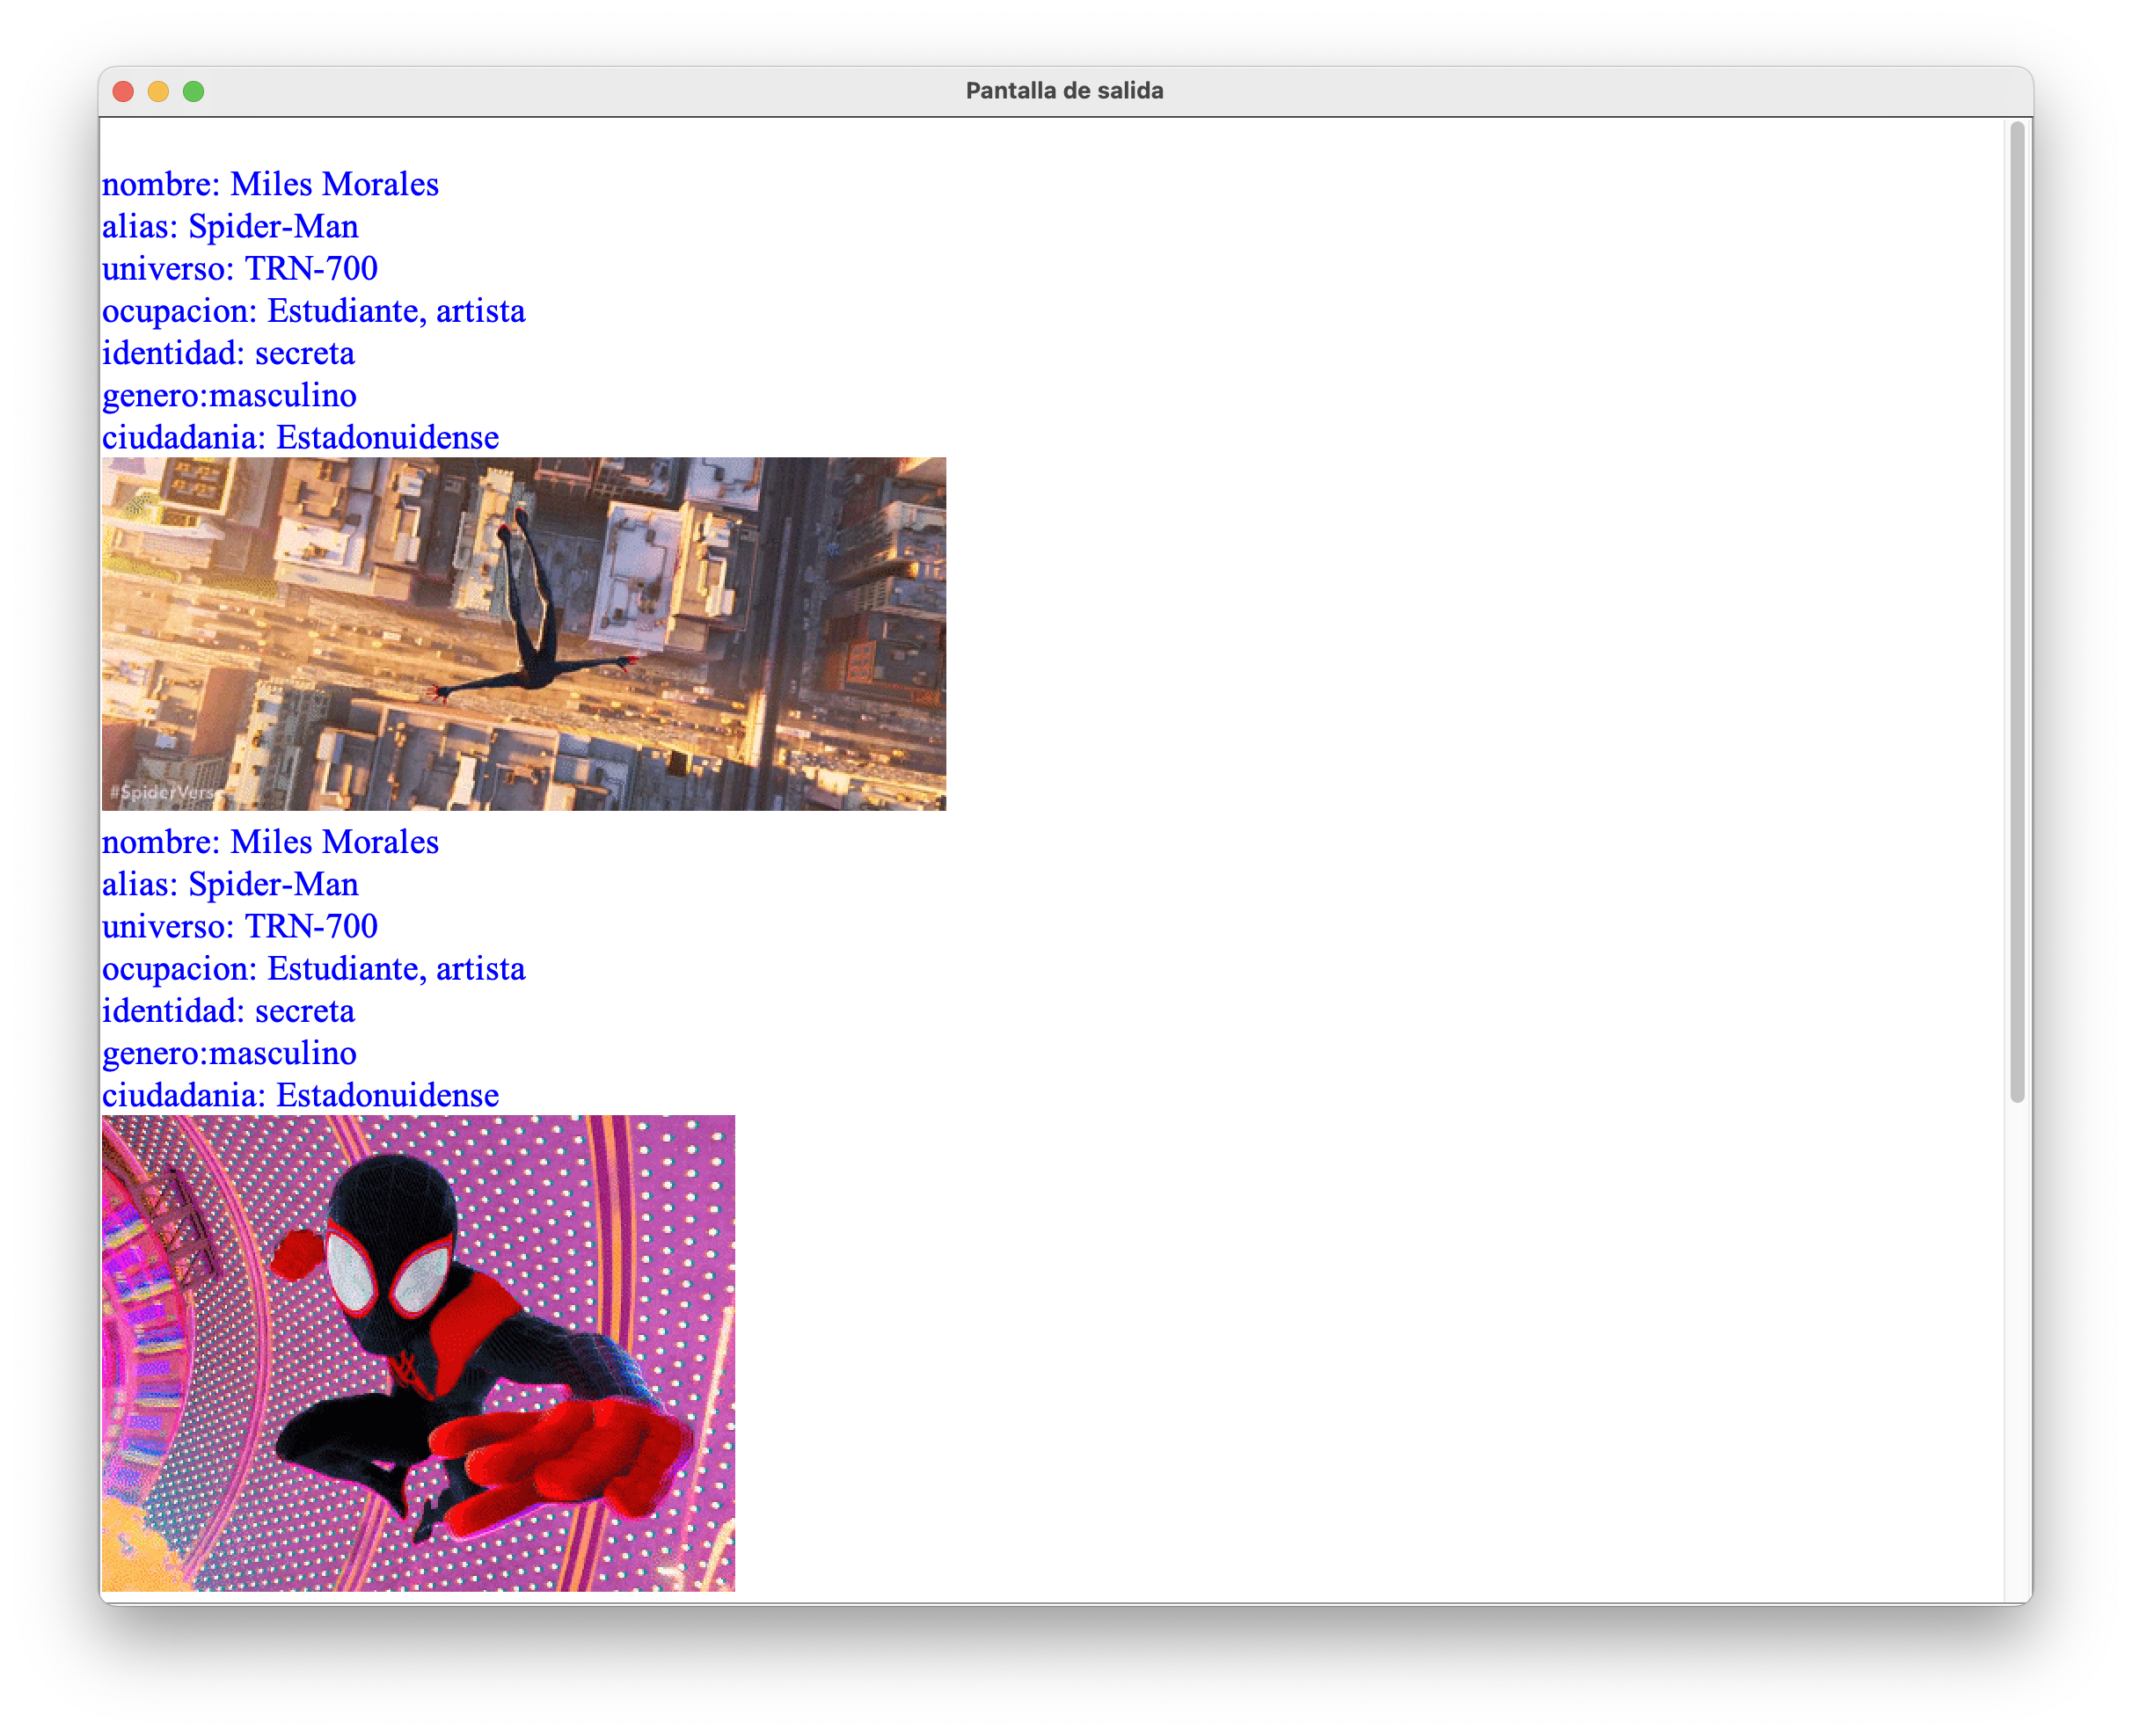 Pantalla de salida
nombre: Miles Morales
alias: Spider-Man
universo: TRN-700
ocupacion: Estudiante, artista
identidad: secreta
genero:masculino
ciudadania: Estadonuidense
#SpiderVerse
nombre: Miles Morales
alias: Spider-Man
universo: TRN-700
ocupacion: Estudiante, artista
identidad: secreta
genero:masculino
ciudadania: Estadonuidense